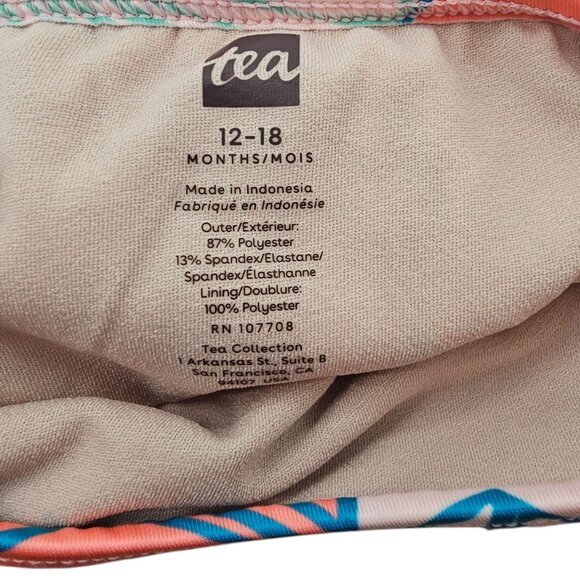 tea
12-18
MONTHS/MOIS
Made in Indonesia
Fabriqué en Indonésie
Outer/Extérieur:
87% Polyester
13% Spandex/Elastane/
Spandex/Élasthanne
Lining/Doublure:
100% Polyester
RN 107708
Tea Collection
1 Arkansas St., Suite B
San Francisco, CA
94107 USA